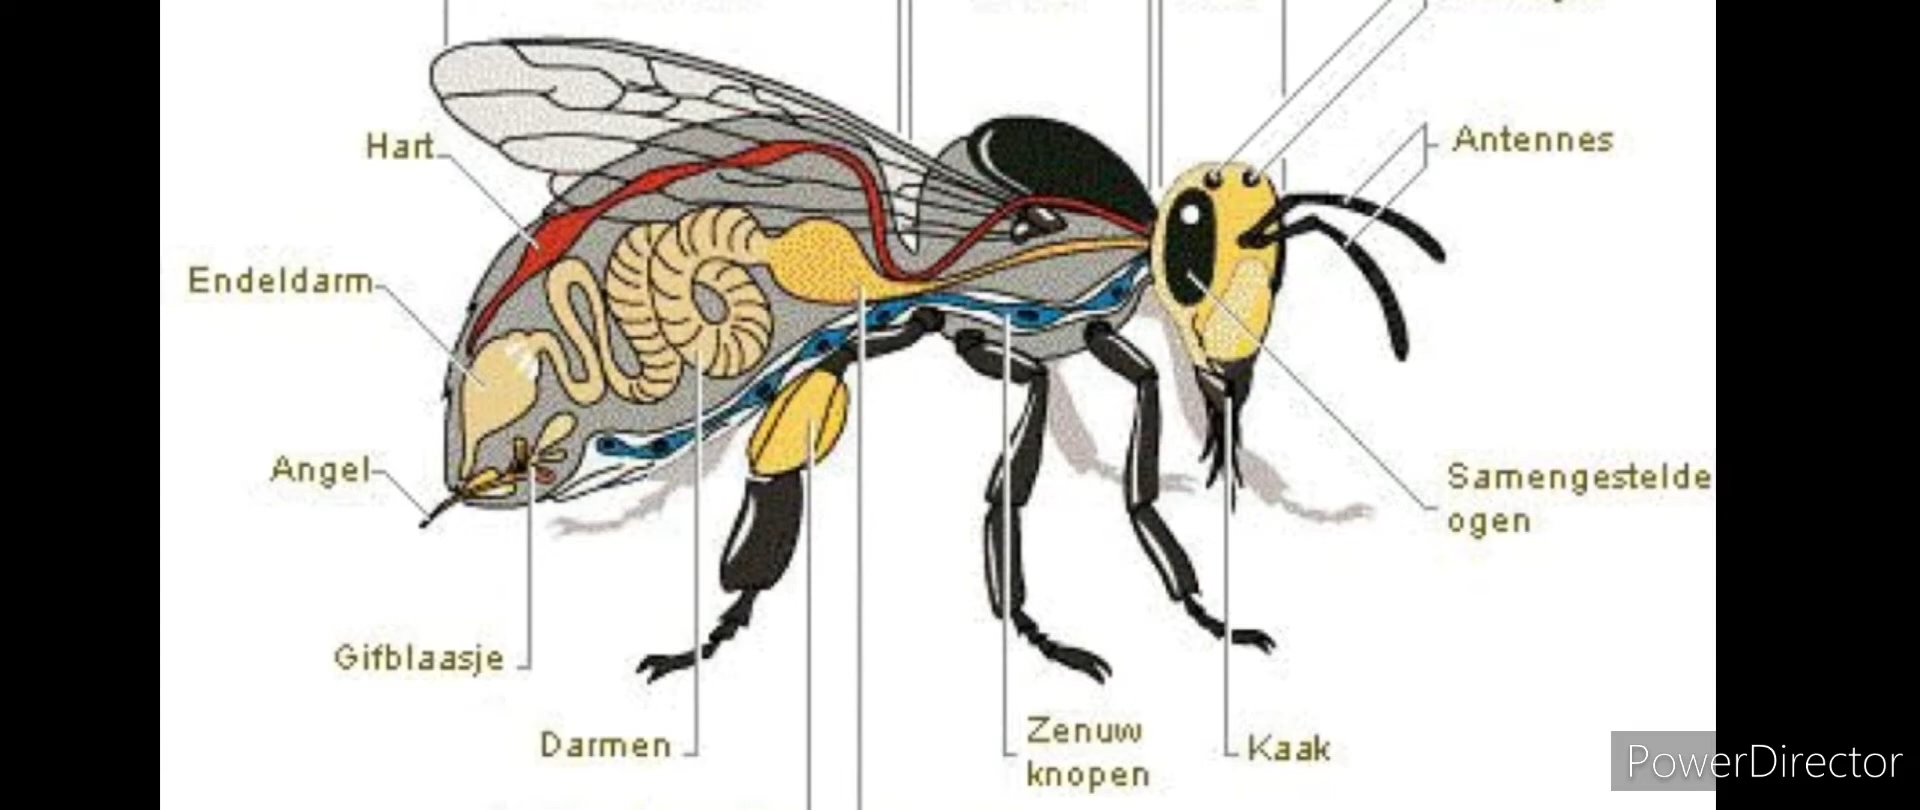 Hart
Antennes
Endeldarm
Angel
Samengestelde
ogen
Gifblaasje
Darmen
Zenuw
knopen
Kaak
PowerDirector